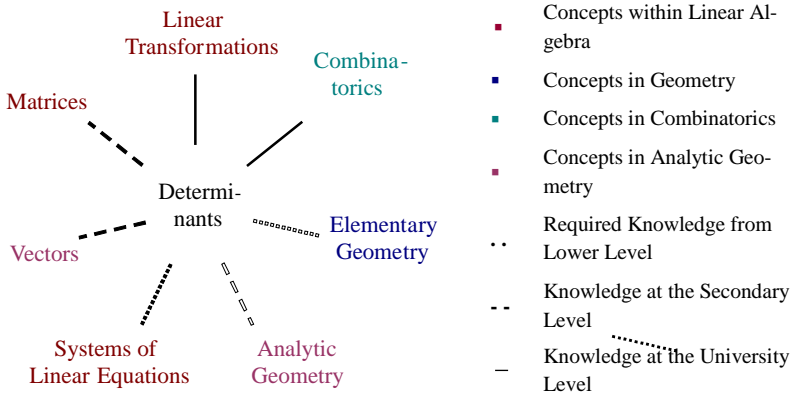 Linear
Transformations
Combina-
torics
Matrices
Determi-
nants
Vectors
Elementary
Geometry
Systems of
Linear Equations
Analytic
Geometry
Concepts within Linear Al-
gebra
Concepts in Geometry
Concepts in Combinatorics
Concepts in Analytic Geo-
metry
Required Knowledge from
Lower Level
Knowledge at the Secondary
Level
Knowledge at the University
Level